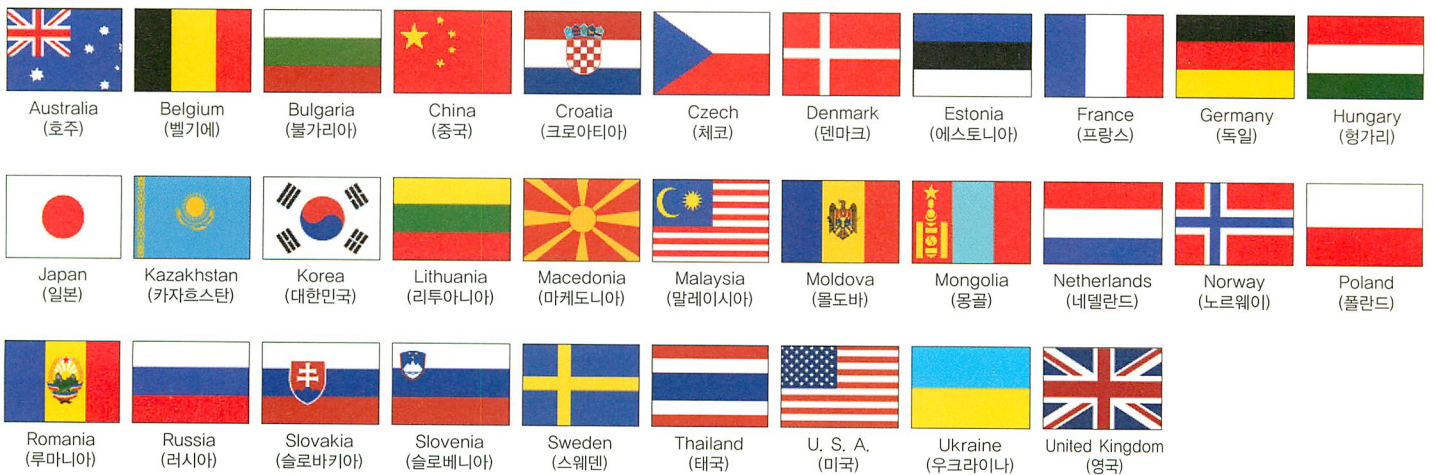 Australia
(호주)
Belgium
(벨기에)
Bulgaria
(불가리아)
China
(중국)
Croatia
(크로아티아)
Czech
(체코)
Denmark
(덴마크)
Estonia
(에스토니아)
France
(프랑스)
Germany
(독일)
Hungary
(헝가리)
Japan
(일본)
Kazakhstan
(카자흐스탄)
Korea
(대한민국)
Lithuania
(리투아니아)
Macedonia
(마케도니아)
Malaysia
(말레이시아)
Moldova
(몰도바)
Mongolia
(몽골)
Netherlands
(네델란드)
Norway
(노르웨이)
Poland
(폴란드)
Romania
(루마니아)
Russia
(러시아)
Slovakia
(슬로바키아)
Slovenia
(슬로베니아)
Sweden
(스웨덴)
Thailand
(태국)
U. S. A.
(미국)
Ukraine
(우크라이나)
United Kingdom
(영국)